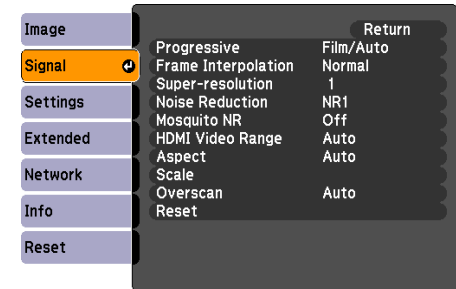 Image
Signal
Settings
Extended
Network
Info
Reset
Return
Progressive Film/Auto
Frame Interpolation Normal
Super-resolution 1
Noise Reduction NR1
Mosquito NR Off
HDMI Video Range Auto
Aspect Auto
Scale
Overscan Auto
Reset